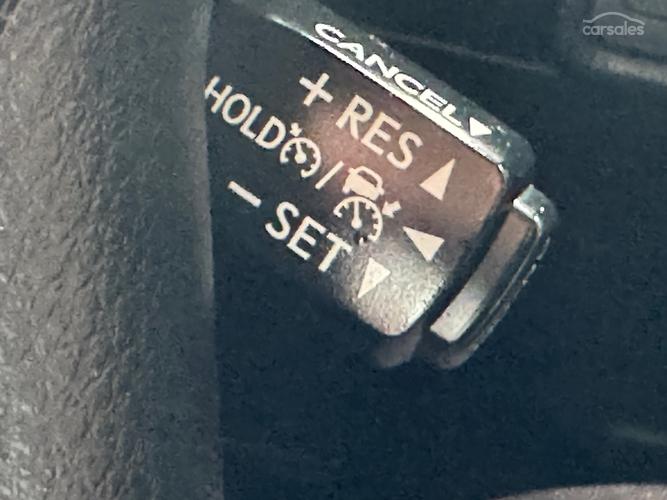 carsales
CANCEL
+ RES
HOLD /
- SET